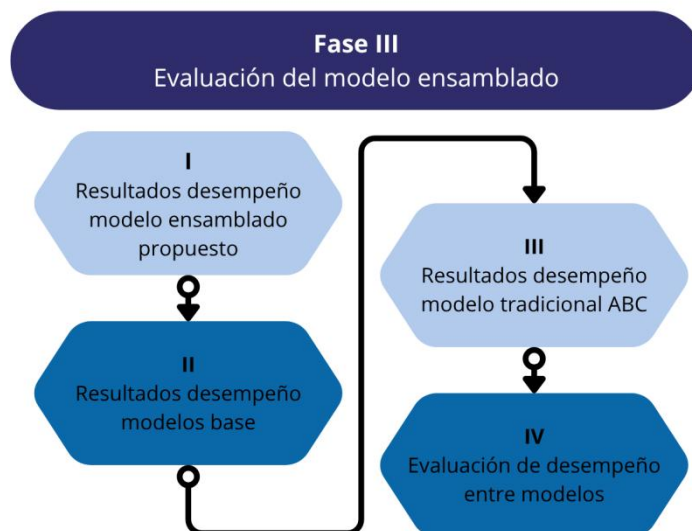 Fase III
Evaluación del modelo ensamblado
I
Resultados desempeño
modelo ensamblado
propuesto
II
Resultados desempeño
modelos base
III
Resultados desempeño
modelo tradicional ABC
IV
Evaluación de desempeño
entre modelos